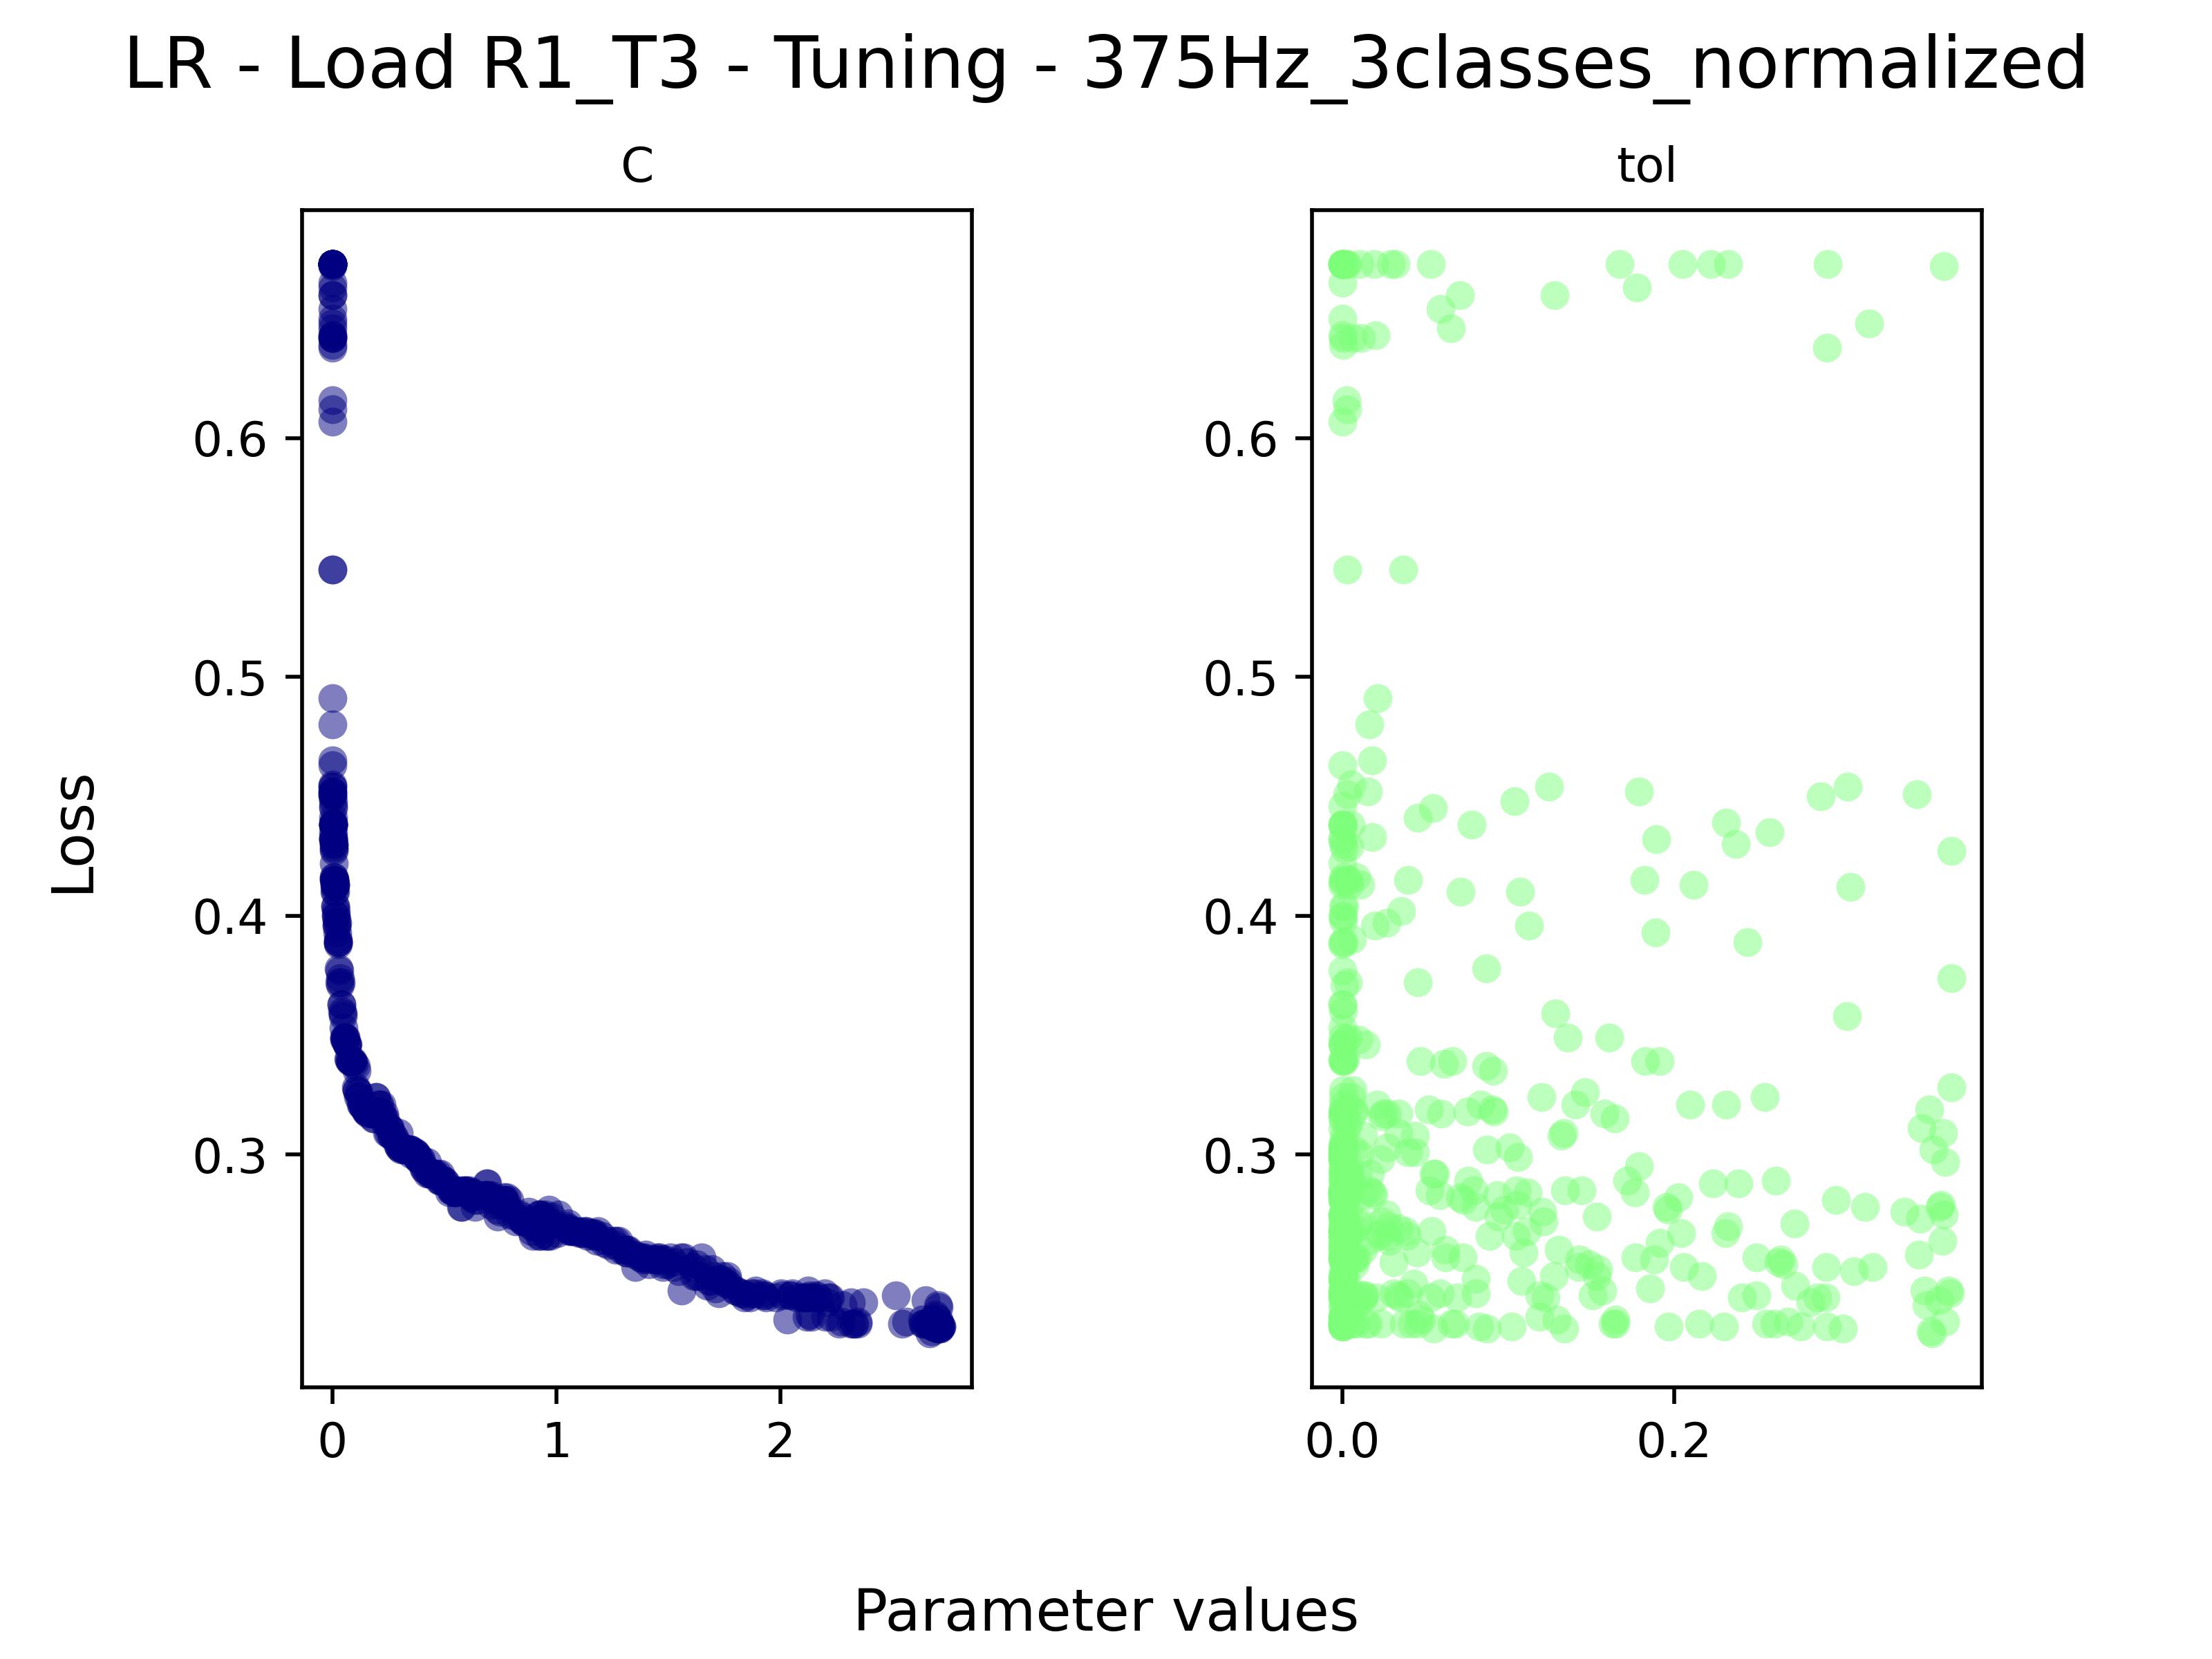 LR - Load R1_T3 - Tuning - 375Hz_3classes_normalized
C
tol
0.6
0.5
0.4
0.3
0.6
0.5
0.4
0.3
Loss
0
1
2
0.0
0.2
Parameter values